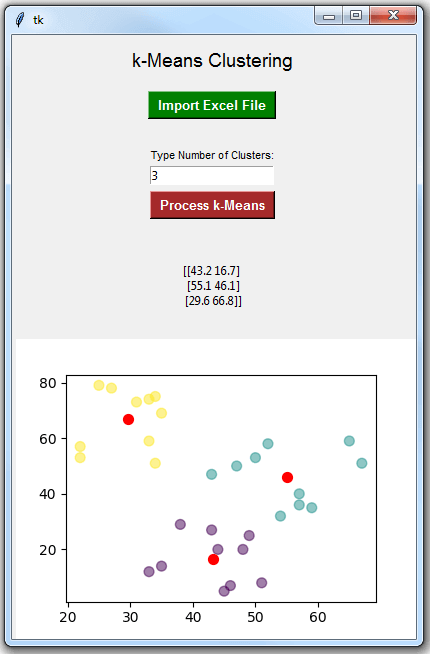 tk
k-Means Clustering
Import Excel File
Type Number of Clusters:
3
Process k-Means
[[43.2 16.7]
[55.1 46.1]
[29.6 66.8]]
80
60
40
20
20 30 40 50 60